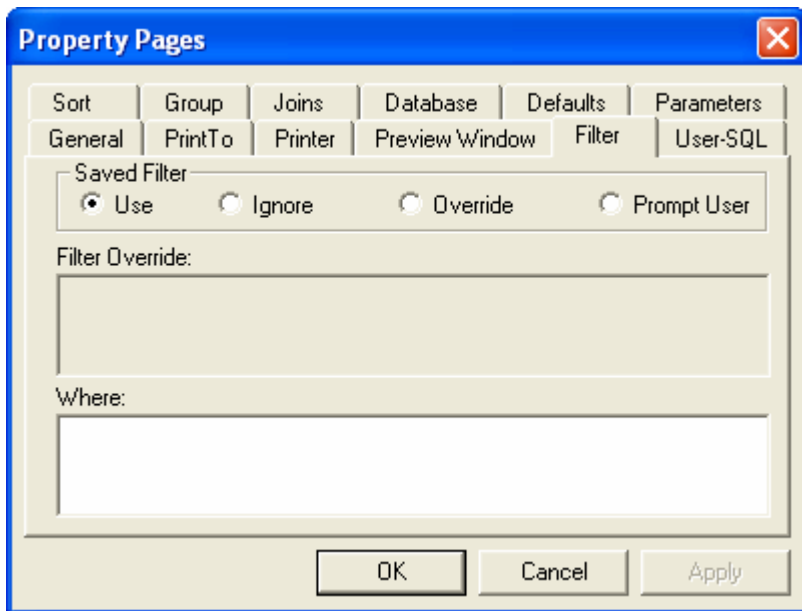 Property Pages
Sort Group Joins Database Defaults Parameters
General PrintTo Printer Preview Window Filter User-SQL
Saved Filter
Use Ignore Override Prompt User
Filter Override:
Where:
OK Cancel Apply